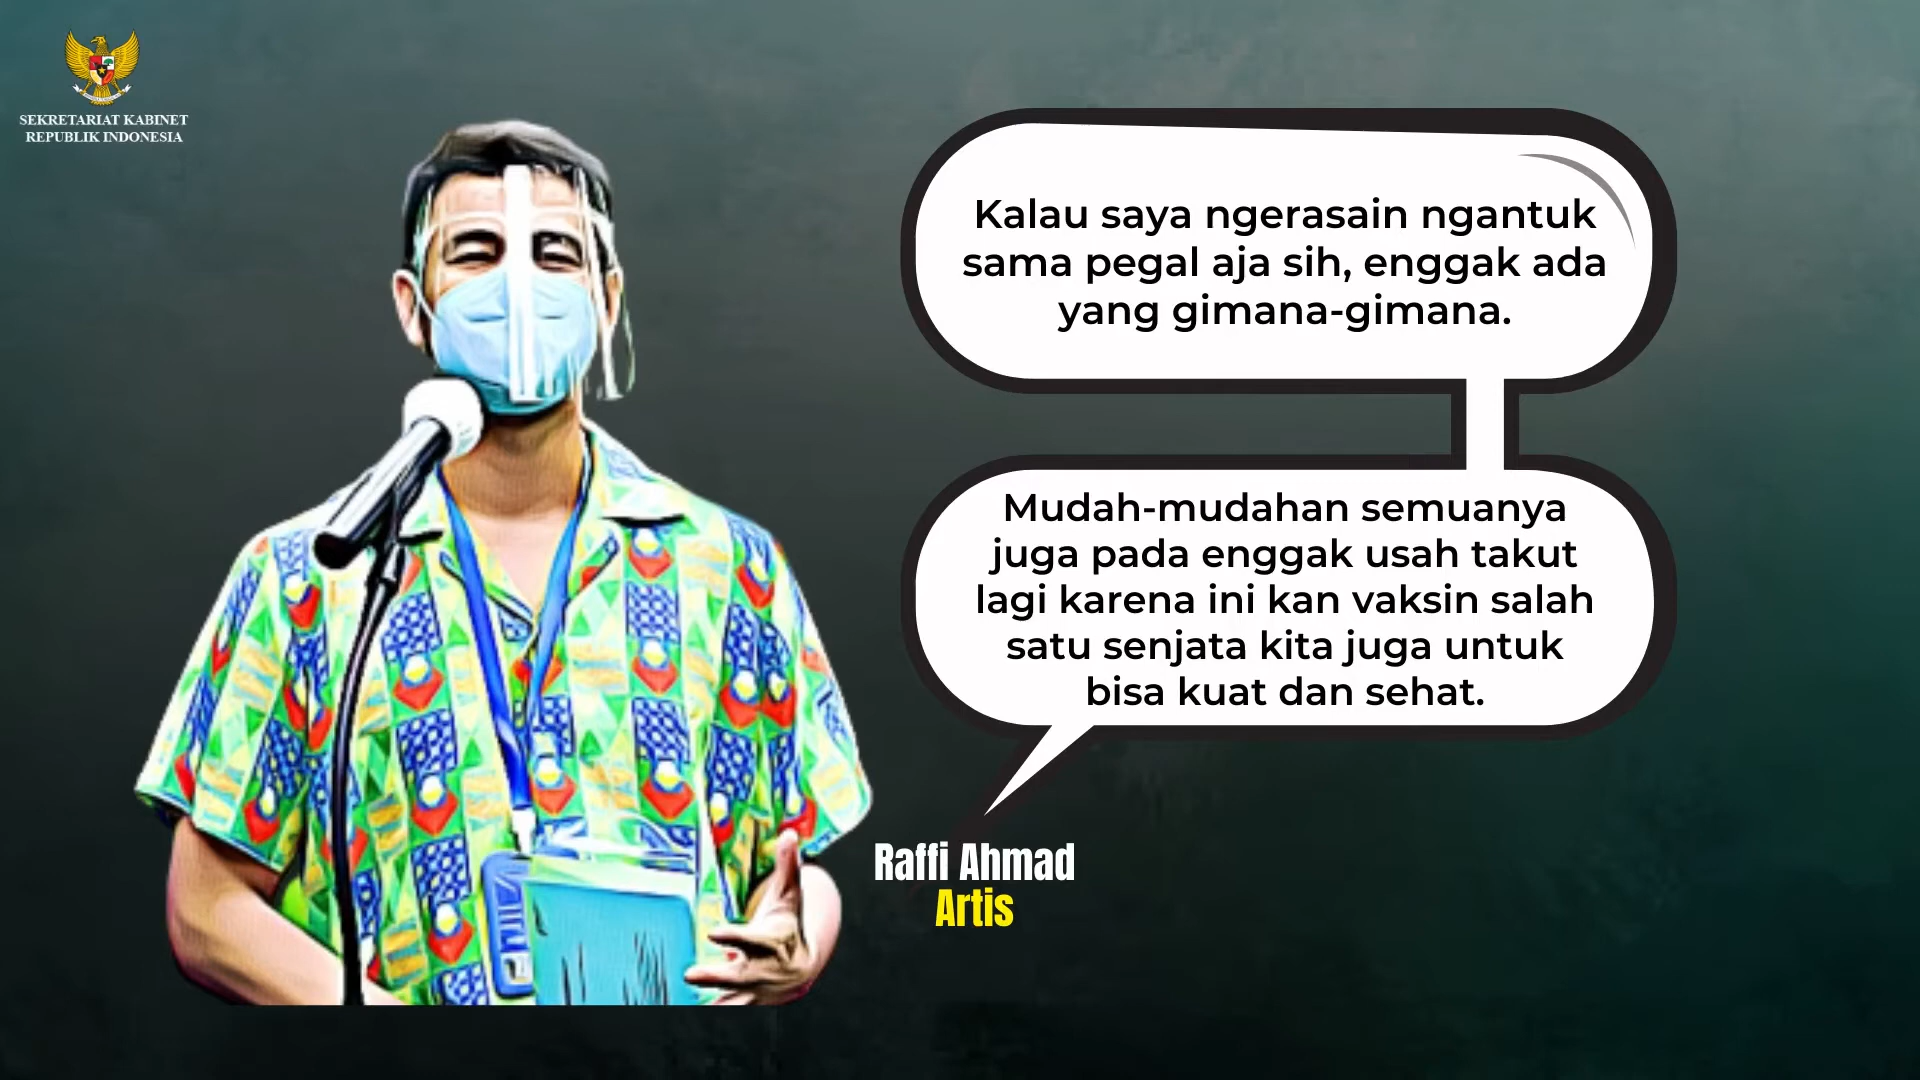 SEKRETARIAT KABINET
REPUBLIK INDONESIA
Kalau saya ngerasain ngantuk
sama pegal aja sih, enggak ada
yang gimana-gimana.
Mudah-mudahan semuanya
juga pada enggak usah takut
lagi karena ini kan vaksin salah
satu senjata kita juga untuk
bisa kuat dan sehat.
Raffi Ahmad
Artis